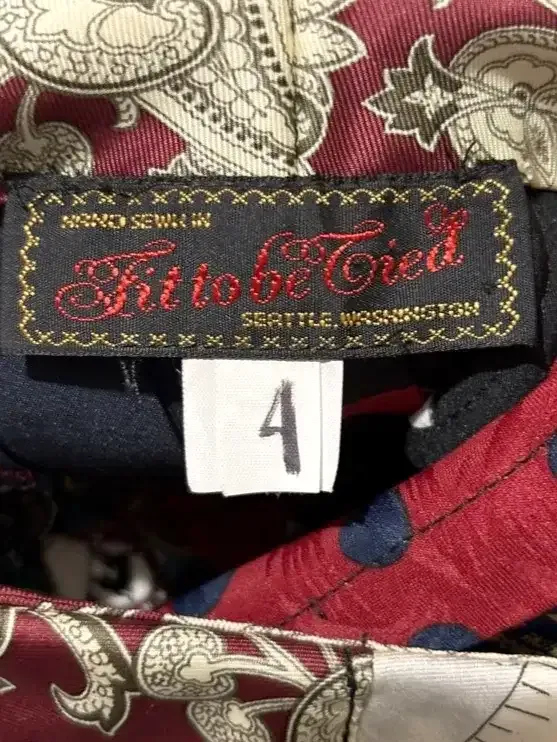 HAND SEWN IN
Fit to be Tied
SEATTLE, WASHINGTON
4